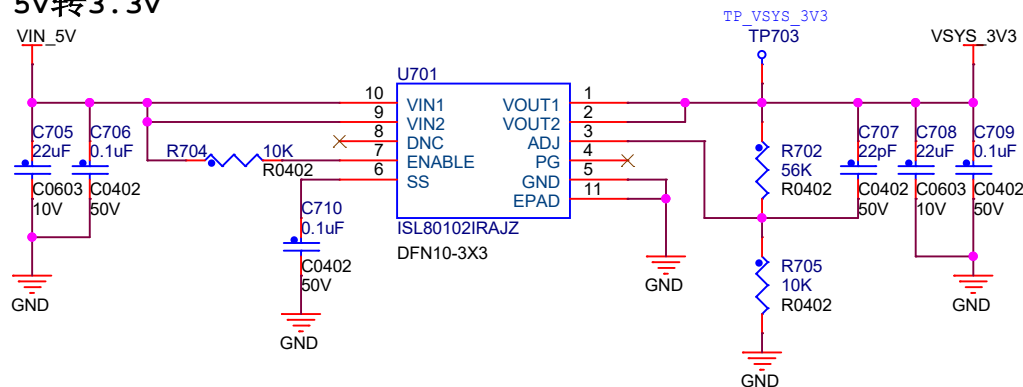 5V转3.3V
TP_VSYS_3V3
VIN_5V
TP703
VSYS_3V3
U701
10 VIN1 VOUT1 1
9 VIN2 VOUT2 2
8 DNC ADJ 3
7 ENABLE PG 4
6 SS GND 5
EPAD 11
ISL80102IRAJZ
DFN10-3X3
C705
22uF
C0603
10V
C706
0.1uF
C0402
50V
R704
10K
R0402
C710
0.1uF
C0402
50V
R702
56K
R0402
R705
10K
R0402
C707
22pF
C0402
50V
C708
22uF
C0603
10V
C709
0.1uF
C0402
50V
GND
GND
GND
GND
GND